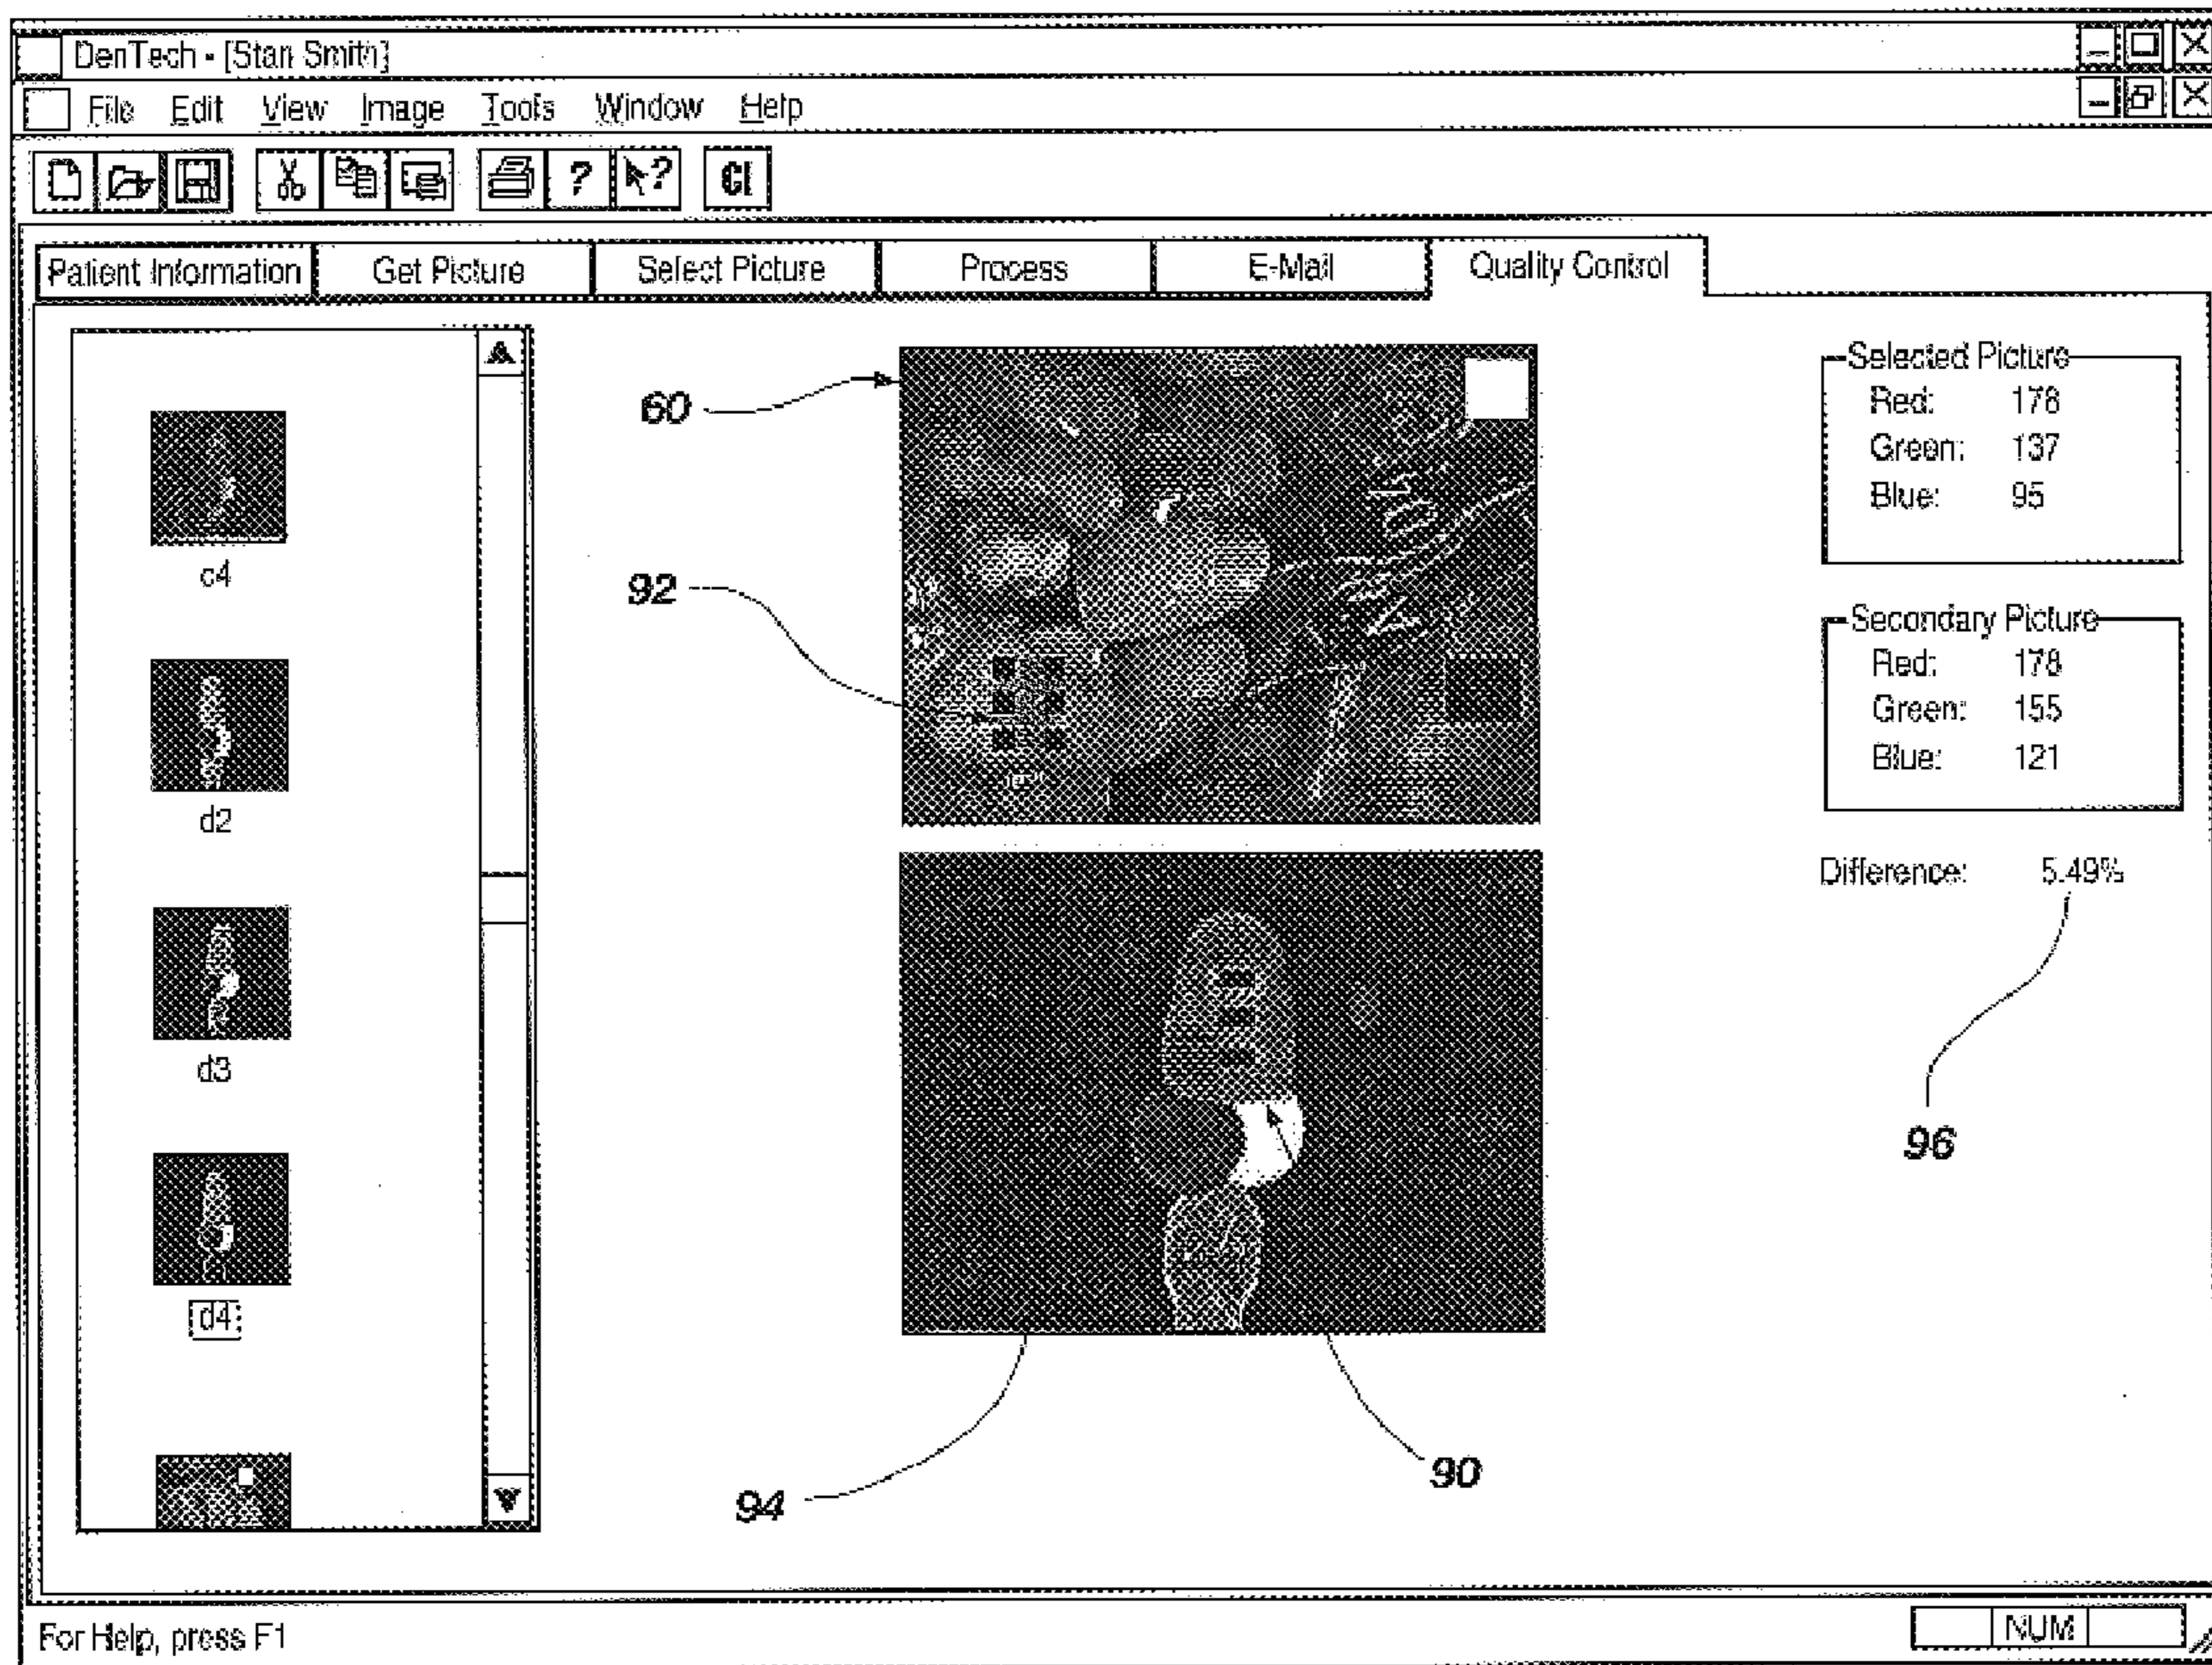 DenTech - [Stan Smith]
File Edit View Image Tools Window Help
? ?
Patient Information Get Picture Select Picture Process E-Mail Quality Control
c4
d2
d3
d4
60
92
94
90
Selected Picture
Red: 178
Green: 137
Blue: 95
Secondary Picture
Red: 178
Green: 155
Blue: 121
Difference: 5.49%
96
For Help, press F1
NUM